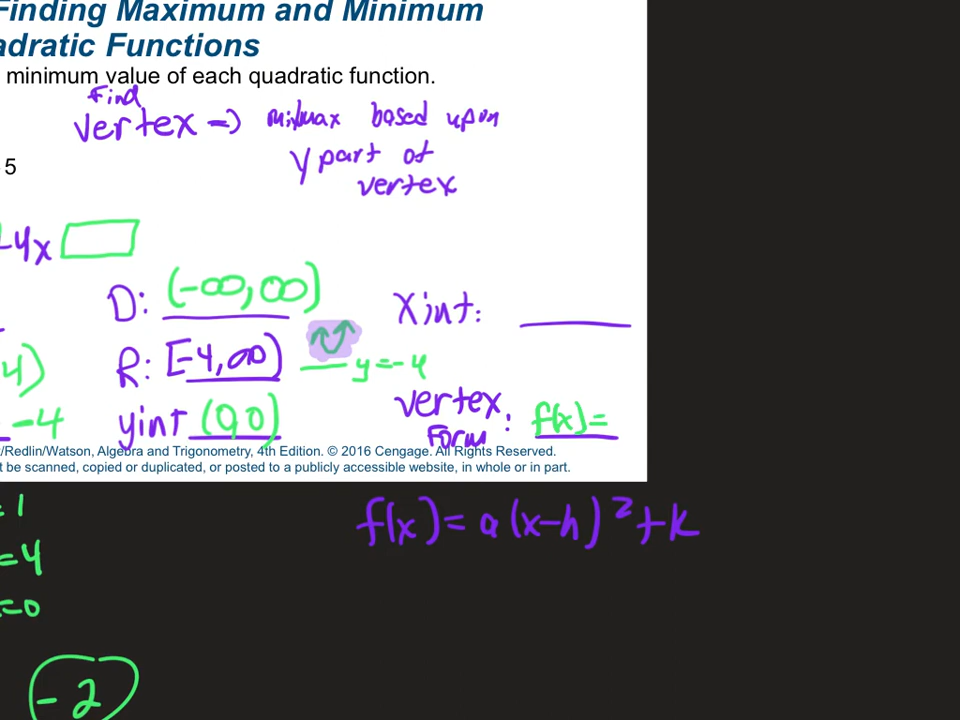 Finding Maximum and Minimum
adratic Functions
minimum value of each quadratic function.
Find
vertex => min/max based upon
y part of
vertex
5
+4x
D: (-∞,∞)
X int:
4)
R: [-4,∞)
y=-4
= -4
yint (0,0)
vertex
Form : f(x)=
/Redlin/Watson, Algebra and Trigonometry, 4th Edition. © 2016 Cengage. All Rights Reserved.
t be scanned, copied or duplicated, or posted to a publicly accessible website, in whole or in part.
= 1
f(x)= a(x-h)²+k
=4
=0
-2